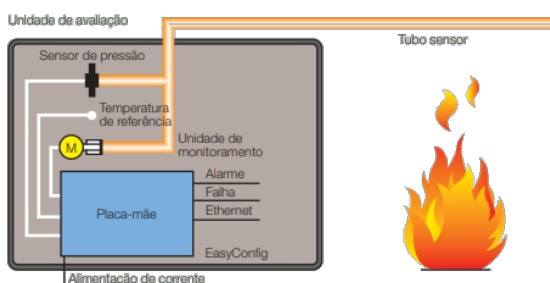 Unidade de avaliação
Tubo sensor
Sensor de pressão
Temperatura
de referência
M
Unidade de
monitoramento
Alarme
Falha
Ethernet
Placa-mãe
EasyConfig
Alimentação de corrente